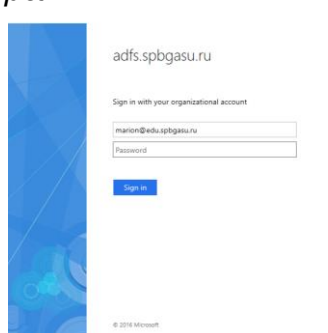 adfs.spbgasu.ru
Sign in with your organizational account
marion@edu.spbgasu.ru
Password
Sign in
© 2016 Microsoft